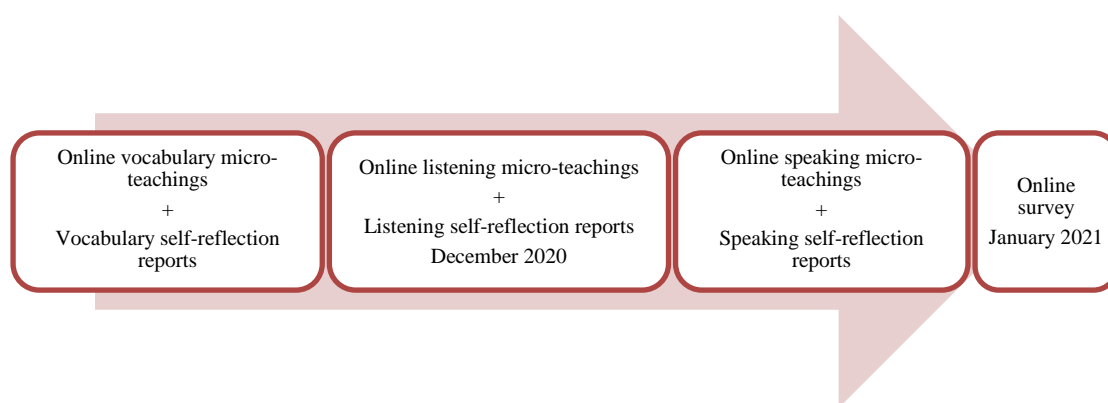 Online vocabulary micro-
teachings
+
Vocabulary self-reflection
reports
Online listening micro-teachings
+
Listening self-reflection reports
December 2020
Online speaking micro-
teachings
+
Speaking self-reflection
reports
Online
survey
January 2021